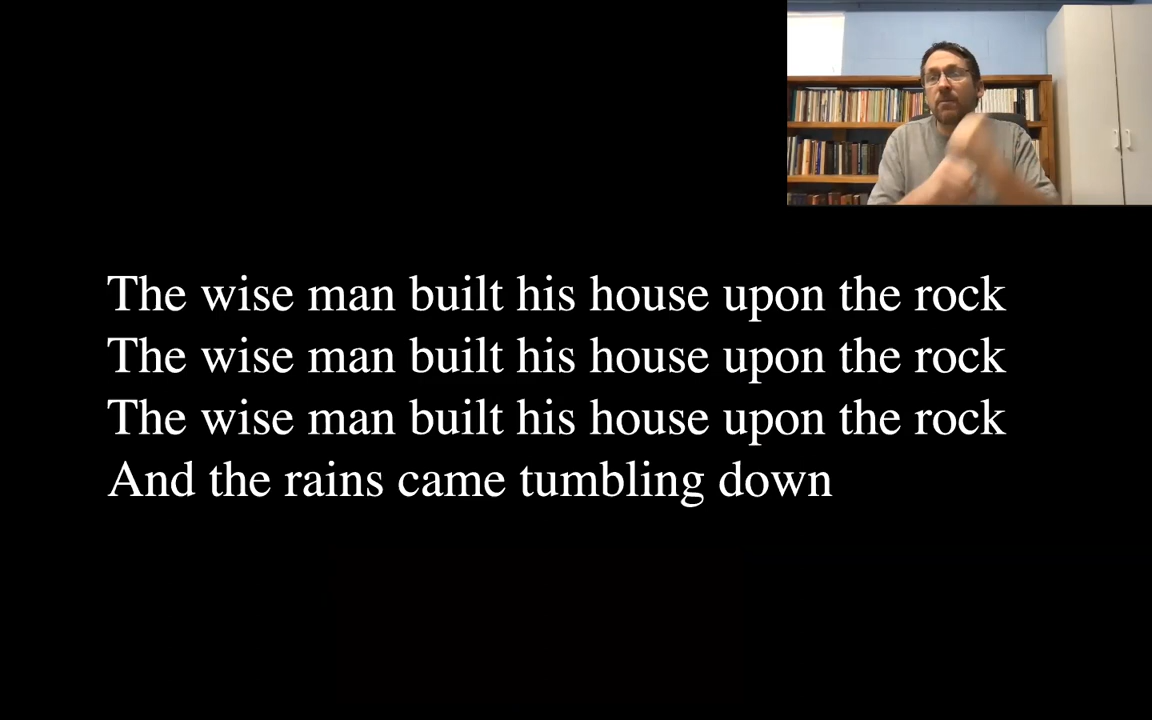 The wise man built his house upon the rock
The wise man built his house upon the rock
The wise man built his house upon the rock
And the rains came tumbling down